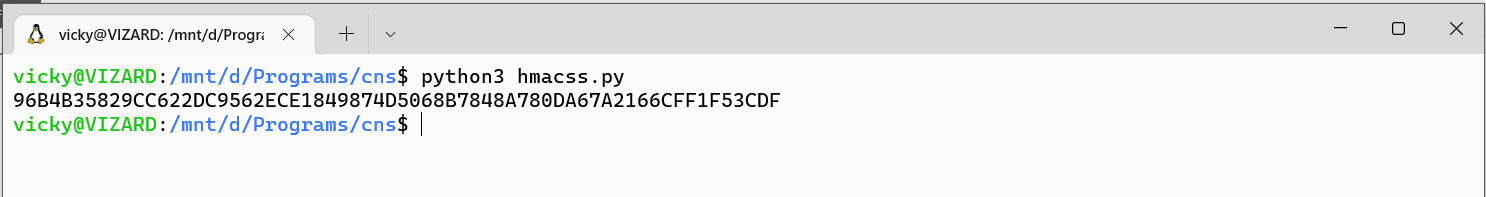 vicky@VIZARD: /mnt/d/Progra
vicky@VIZARD:/mnt/d/Programs/cns$ python3 hmacss.py
96B4B35829CC622DC9562ECE1849874D5068B7848A780DA67A2166CFF1F53CDF
vicky@VIZARD:/mnt/d/Programs/cns$